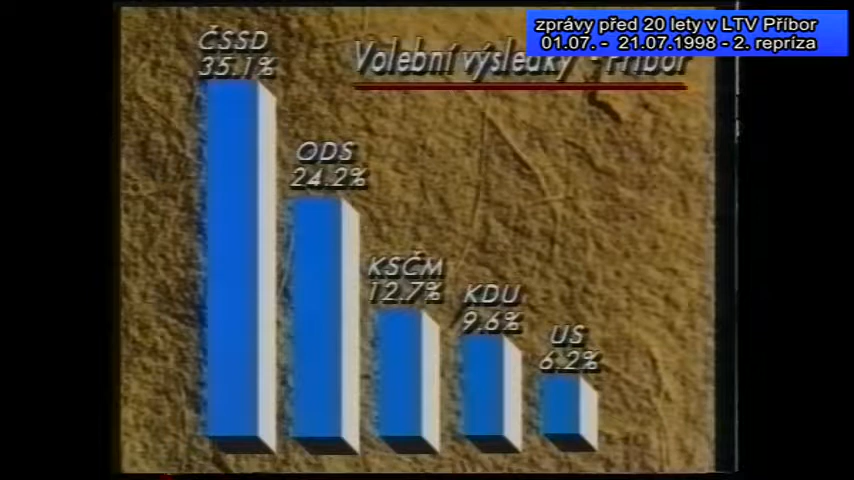 zprávy před 20 lety v LTV Příbor
01.07. - 21.07.1998 - 2. repríza
Volební výsledky - Příbor
ČSSD
35.1%
ODS
24.2%
KSČM
12.7%
KDU
9.6%
US
6.2%